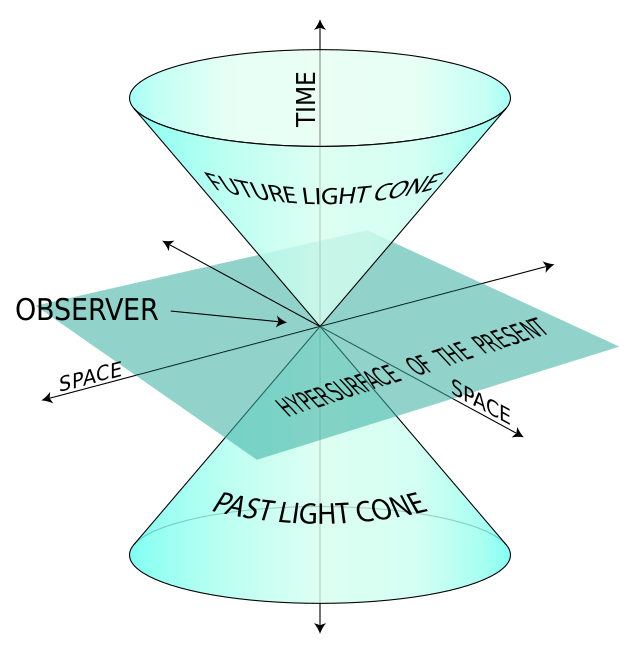 TIME
FUTURE LIGHT CONE
OBSERVER
SPACE
HYPERSURFACE OF THE PRESENT
SPACE
PAST LIGHT CONE